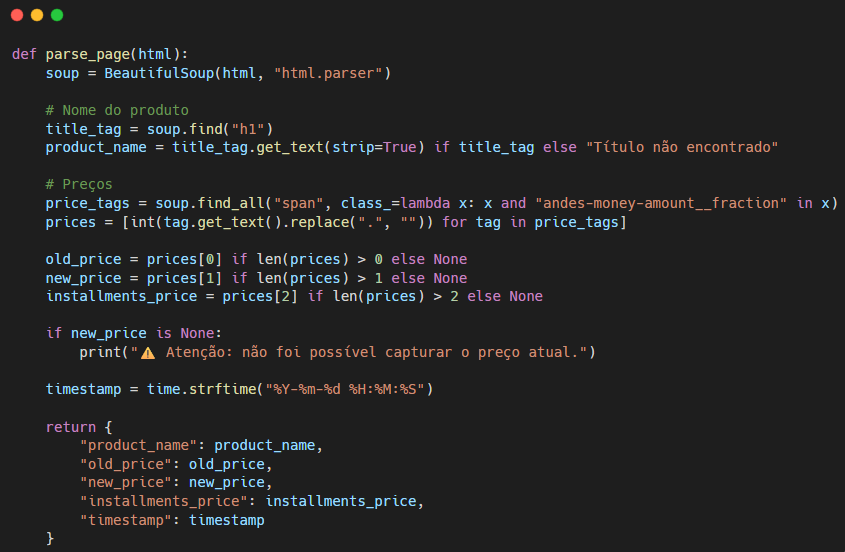 def parse_page(html):
    soup = BeautifulSoup(html, "html.parser")

    # Nome do produto
    title_tag = soup.find("h1")
    product_name = title_tag.get_text(strip=True) if title_tag else "Título não encontrado"

    # Preços
    price_tags = soup.find_all("span", class_=lambda x: x and "andes-money-amount__fraction" in x)
    prices = [int(tag.get_text().replace(".", "")) for tag in price_tags]

    old_price = prices[0] if len(prices) > 0 else None
    new_price = prices[1] if len(prices) > 1 else None
    installments_price = prices[2] if len(prices) > 2 else None

    if new_price is None:
        print("⚠️ Atenção: não foi possível capturar o preço atual.")

    timestamp = time.strftime("%Y-%m-%d %H:%M:%S")

    return {
        "product_name": product_name,
        "old_price": old_price,
        "new_price": new_price,
        "installments_price": installments_price,
        "timestamp": timestamp
    }